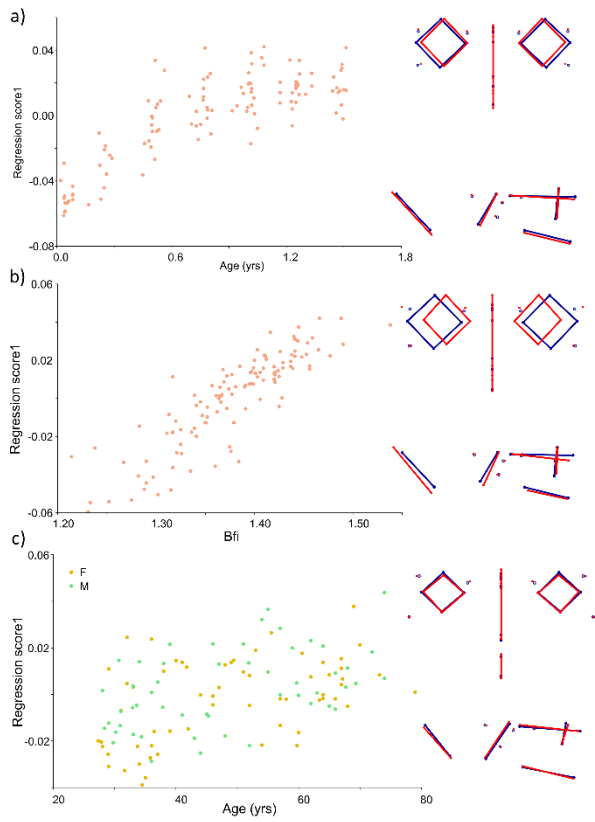 a)
0.04
0.00
-0.04
-0.08
Regression score1
0.0
0.6
1.2
1.8
Age (yrs)
b)
0.06
0.02
-0.02
-0.06
Regression score1
1.20
1.30
1.40
1.50
Bfi
c)
0.06
F
M
0.02
-0.02
Regression score1
20
40
60
80
Age (yrs)